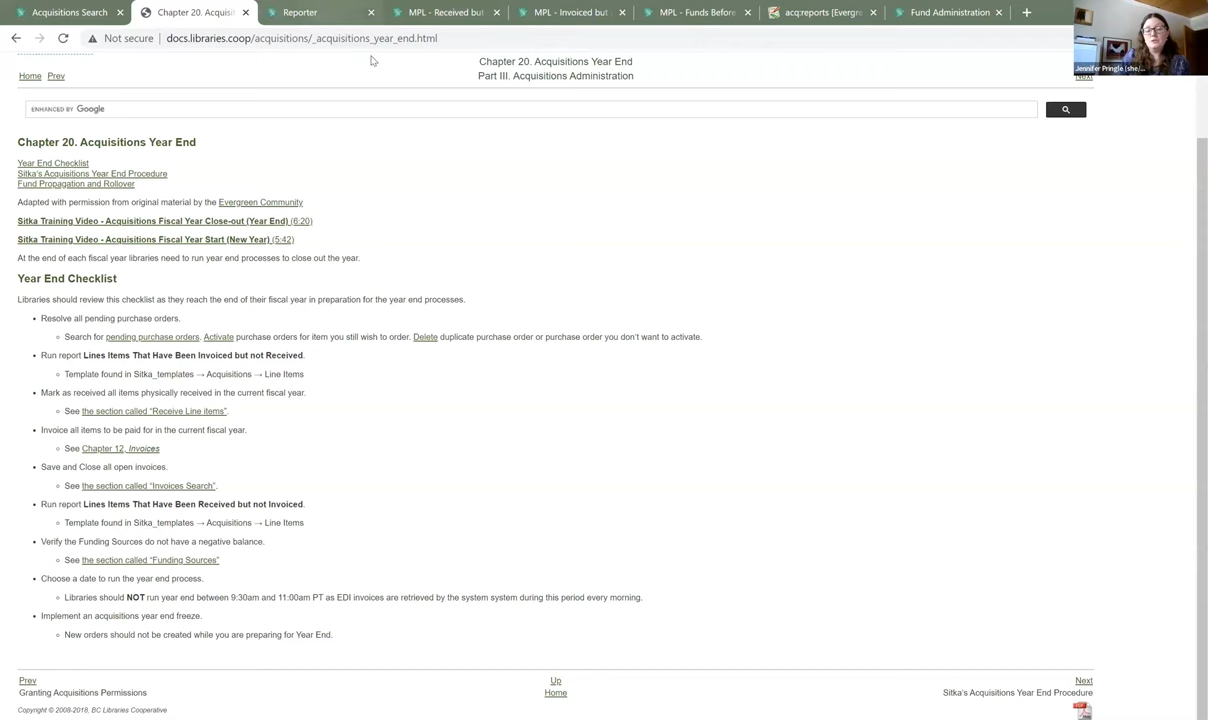 Acquisitions Search
Chapter 20. Acquisi
Reporter
MPL - Received but
MPL - Invoiced but
MPL - Funds Before
acq:reports [Evergre
Fund Administration
Not secure
docs.libraries.coop/acquisitions/_acquisitions_year_end.html
Jennifer Pringle (she/...
Chapter 20. Acquisitions Year End
Home Prev
Part III. Acquisitions Administration
Next
ENHANCED BY Google
Chapter 20. Acquisitions Year End
Year End Checklist
Sitka's Acquisitions Year End Procedure
Fund Propagation and Rollover
Adapted with permission from original material by the Evergreen Community
Sitka Training Video - Acquisitions Fiscal Year Close-out (Year End) (6:20)
Sitka Training Video - Acquisitions Fiscal Year Start (New Year) (5:42)
At the end of each fiscal year libraries need to run year end processes to close out the year.
Year End Checklist
Libraries should review this checklist as they reach the end of their fiscal year in preparation for the year end processes.
Resolve all pending purchase orders.
Search for pending purchase orders. Activate purchase orders for item you still wish to order. Delete duplicate purchase order or purchase order you don't want to activate.
Run report Lines Items That Have Been Invoiced but not Received.
Template found in Sitka_templates → Acquisitions → Line Items
Mark as received all items physically received in the current fiscal year.
See the section called "Receive Line items".
Invoice all items to be paid for in the current fiscal year.
See Chapter 12, Invoices
Save and Close all open invoices.
See the section called "Invoices Search".
Run report Lines Items That Have Been Received but not Invoiced.
Template found in Sitka_templates → Acquisitions → Line Items
Verify the Funding Sources do not have a negative balance.
See the section called "Funding Sources"
Choose a date to run the year end process.
Libraries should NOT run year end between 9:30am and 11:00am PT as EDI invoices are retrieved by the system system during this period every morning.
Implement an acquisitions year end freeze.
New orders should not be created while you are preparing for Year End.
Prev
Up
Next
Granting Acquisitions Permissions
Home
Sitka's Acquisitions Year End Procedure
Copyright © 2008-2018, BC Libraries Cooperative
PDF